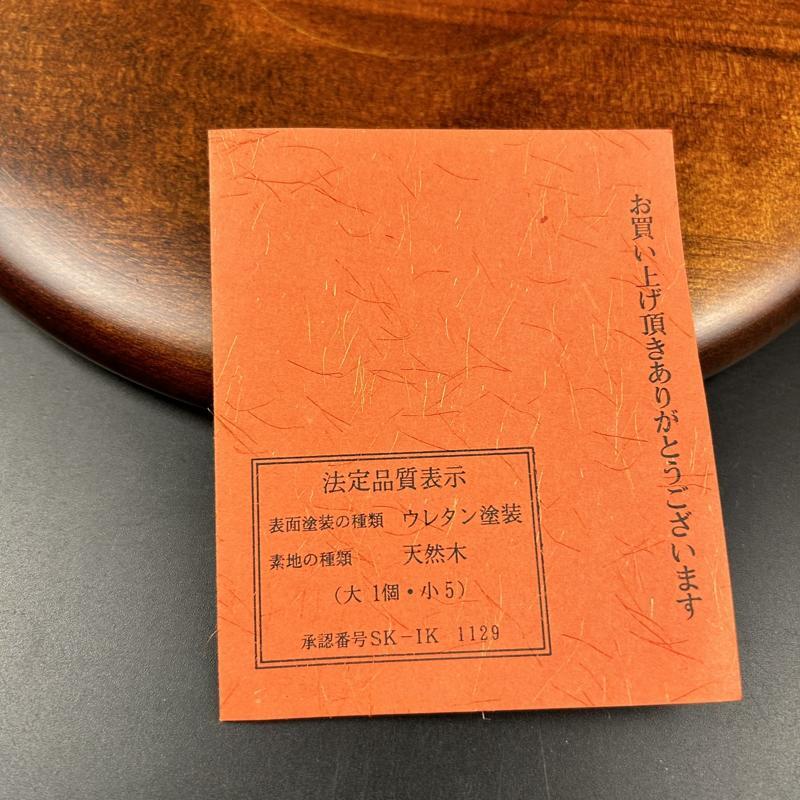 お買い上げ頂きありがとうございます
法定品質表示
表面塗装の種類 ウレタン塗装
素地の種類 天然木
（大 1個・小 5）
承認番号SK-IK 1129